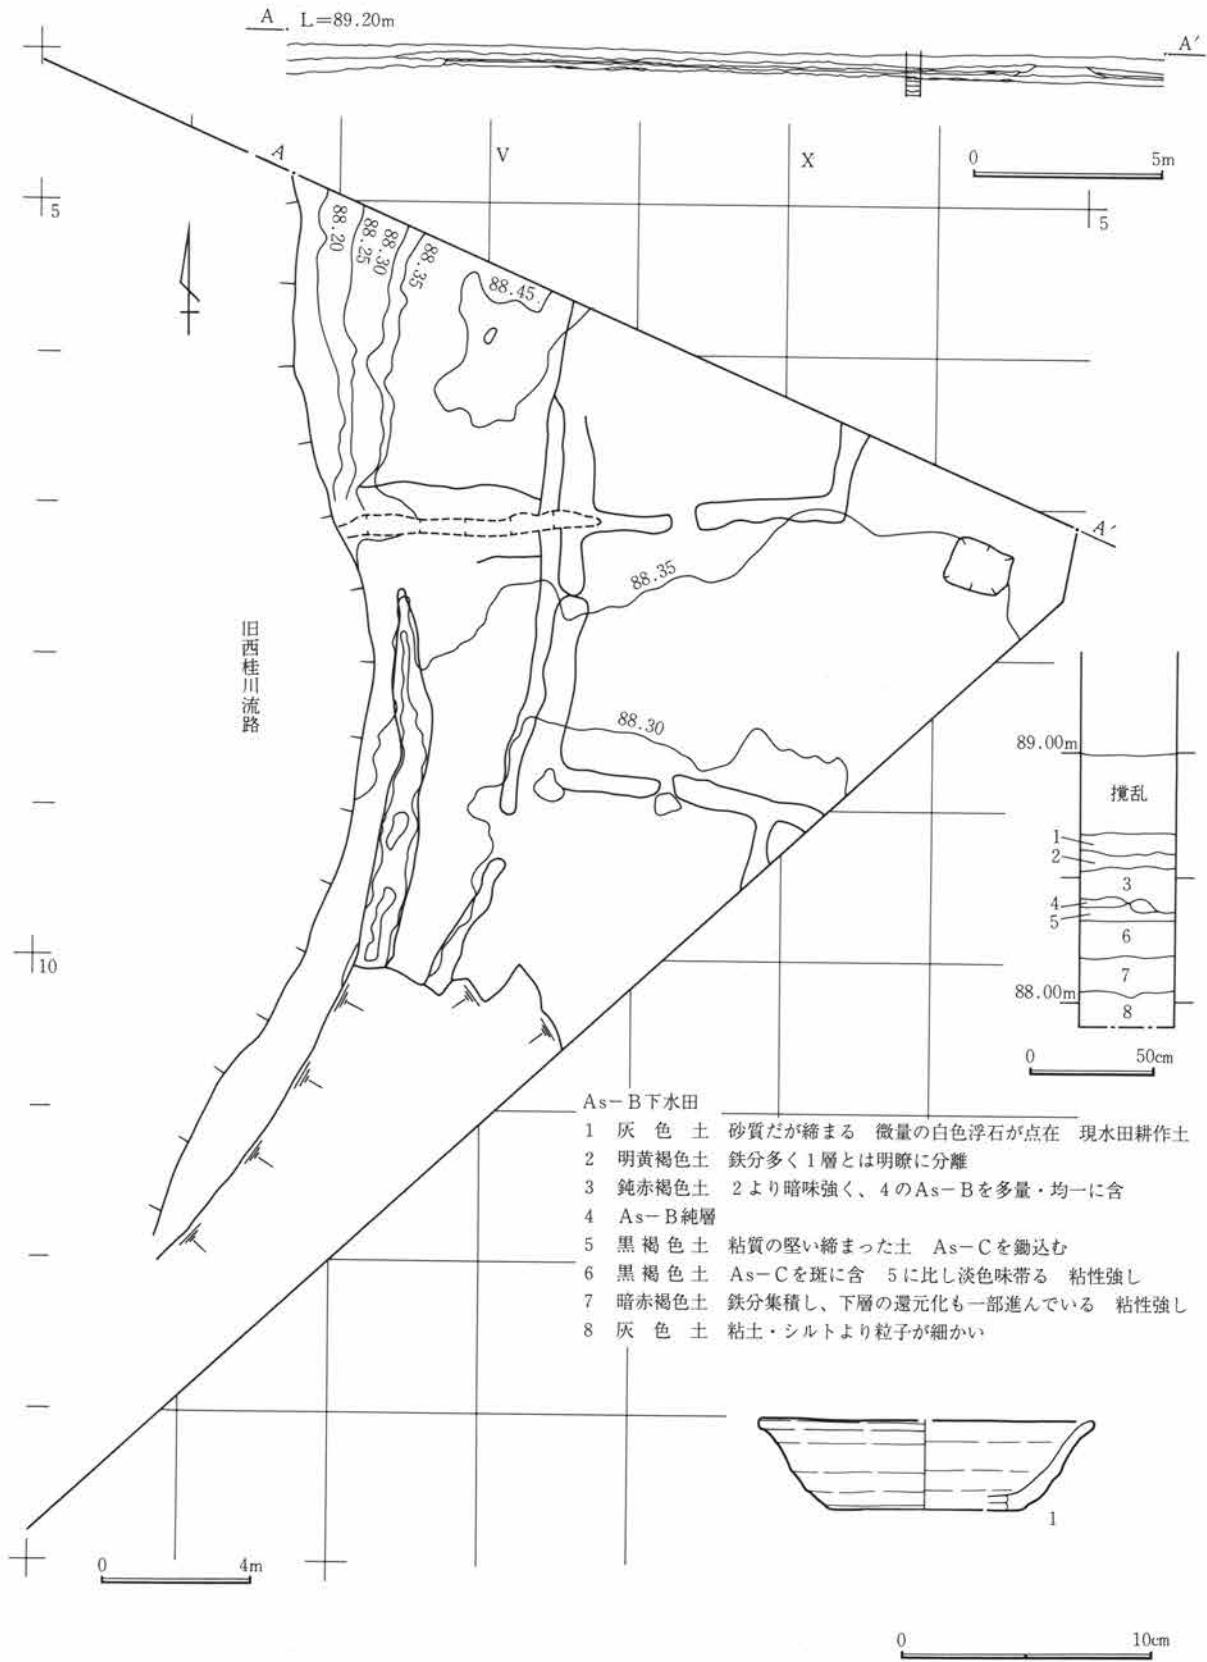 A L=89.20m
A′
0 5m
A
V
X
5
5
88.20
88.25
88.30
88.35
88.45
A′
88.35
旧西桂川流路
88.30
89.00m
攪乱
1
2
3
4
5
6
7
88.00m
8
10
0 50cm
As-B下水田
1 灰色土 砂質だが締まる 微量の白色浮石が点在 現水田耕作土
2 明黄褐色土 鉄分多く1層とは明瞭に分離
3 鈍赤褐色土 2より暗味強く、4のAs-Bを多量・均一に含
4 As-B純層
5 黒褐色土 粘質の堅い締まった土 As-Cを鋤込む
6 黒褐色土 As-Cを斑に含 5に比し淡色味帯る 粘性強し
7 暗赤褐色土 鉄分集積し、下層の還元化も一部進んでいる 粘性強し
8 灰色土 粘土・シルトより粒子が細かい
1
0 4m
0 10cm